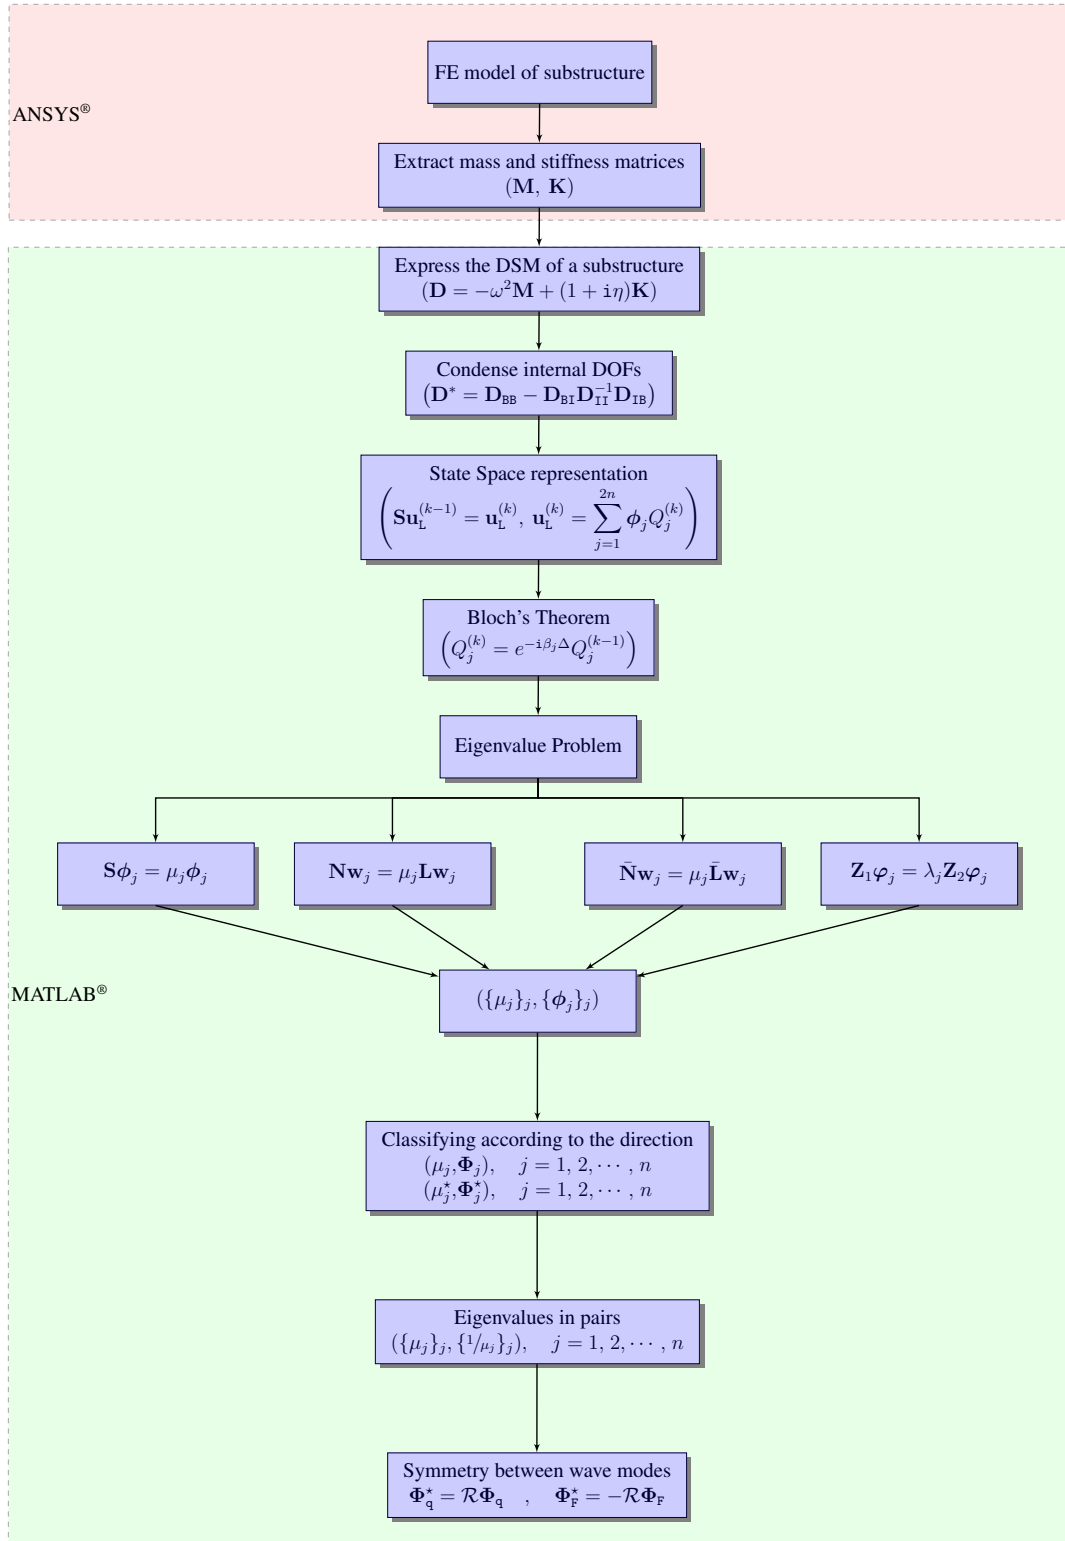 FE model of substructure
ANSYS®
Extract mass and stiffness matrices
(M, K)
Express the DSM of a substructure
(D = −ω²M + (1 + iη)K)
Condense internal DOFs
(D* = D_BB − D_BI D_II^{-1} D_IB)
State Space representation
(Su_L^{(k−1)} = u_L^{(k)}, u_L^{(k)} = ∑_{j=1}^{2n} ϕ_j Q_j^{(k)})
Bloch's Theorem
(Q_j^{(k)} = e^{−iβ_jΔ} Q_j^{(k−1)})
Eigenvalue Problem
Sϕ_j = μ_jϕ_j
Nw_j = μ_jLw_j
N̄w_j = μ_jL̄w_j
Z_1φ_j = λ_jZ_2φ_j
MATLAB®
({μ_j}_j, {ϕ_j}_j)
Classifying according to the direction
(μ_j,Φ_j), j = 1, 2, ⋯ , n
(μ_j^⋆,Φ_j^⋆), j = 1, 2, ⋯ , n
Eigenvalues in pairs
({μ_j}_j, {1/μ_j}_j), j = 1, 2, ⋯ , n
Symmetry between wave modes
Φ_q^⋆ = ℛΦ_q , Φ_F^⋆ = −ℛΦ_F